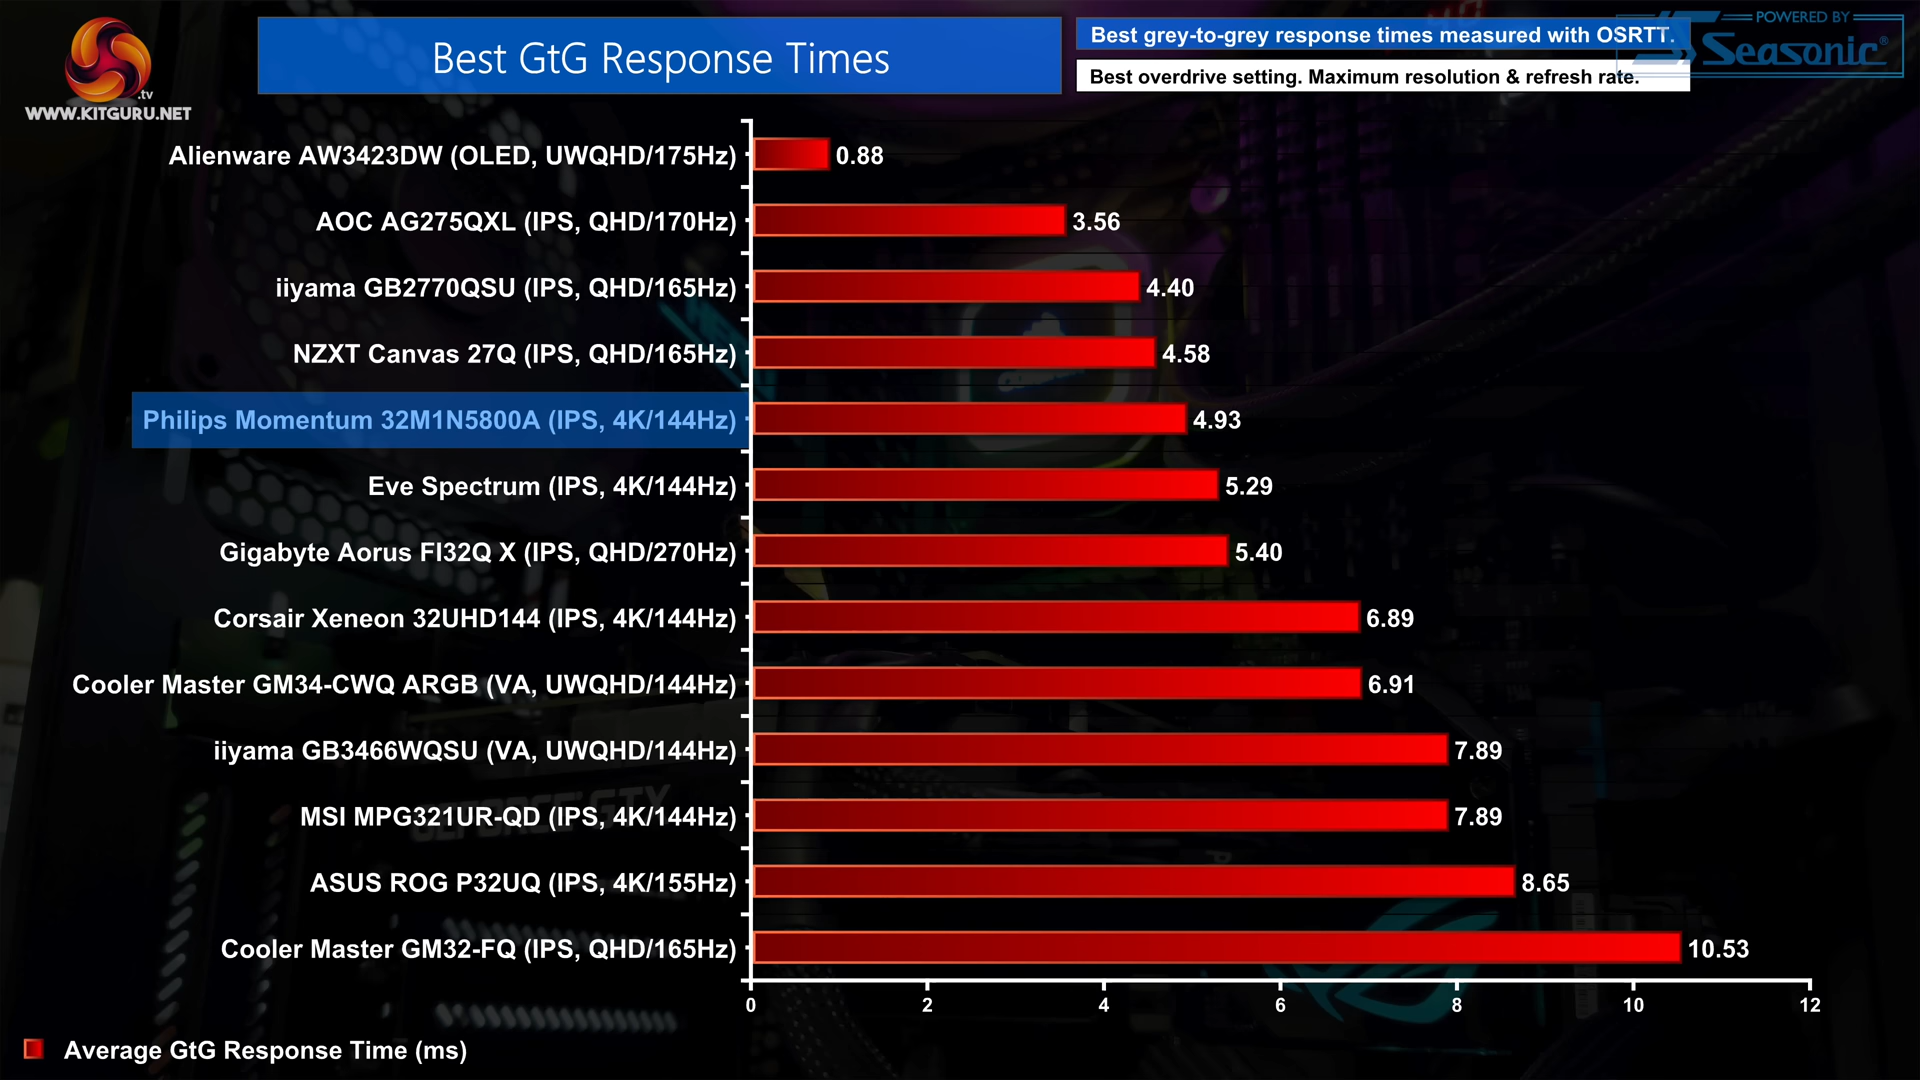 .tv
WWW.KITGURU.NET
Best GtG Response Times
Best grey-to-grey response times measured with OSRTT.
Best overdrive setting. Maximum resolution & refresh rate.
POWERED BY
Seasonic®
Alienware AW3423DW (OLED, UWQHD/175Hz) 0.88
AOC AG275QXL (IPS, QHD/170Hz) 3.56
iiyama GB2770QSU (IPS, QHD/165Hz) 4.40
NZXT Canvas 27Q (IPS, QHD/165Hz) 4.58
Philips Momentum 32M1N5800A (IPS, 4K/144Hz) 4.93
Eve Spectrum (IPS, 4K/144Hz) 5.29
Gigabyte Aorus FI32Q X (IPS, QHD/270Hz) 5.40
Corsair Xeneon 32UHD144 (IPS, 4K/144Hz) 6.89
Cooler Master GM34-CWQ ARGB (VA, UWQHD/144Hz) 6.91
iiyama GB3466WQSU (VA, UWQHD/144Hz) 7.89
MSI MPG321UR-QD (IPS, 4K/144Hz) 7.89
GEFORCE GTX
ASUS ROG P32UQ (IPS, 4K/155Hz) 8.65
Cooler Master GM32-FQ (IPS, QHD/165Hz) 10.53
0 2 4 6 8 10 12
Average GtG Response Time (ms)